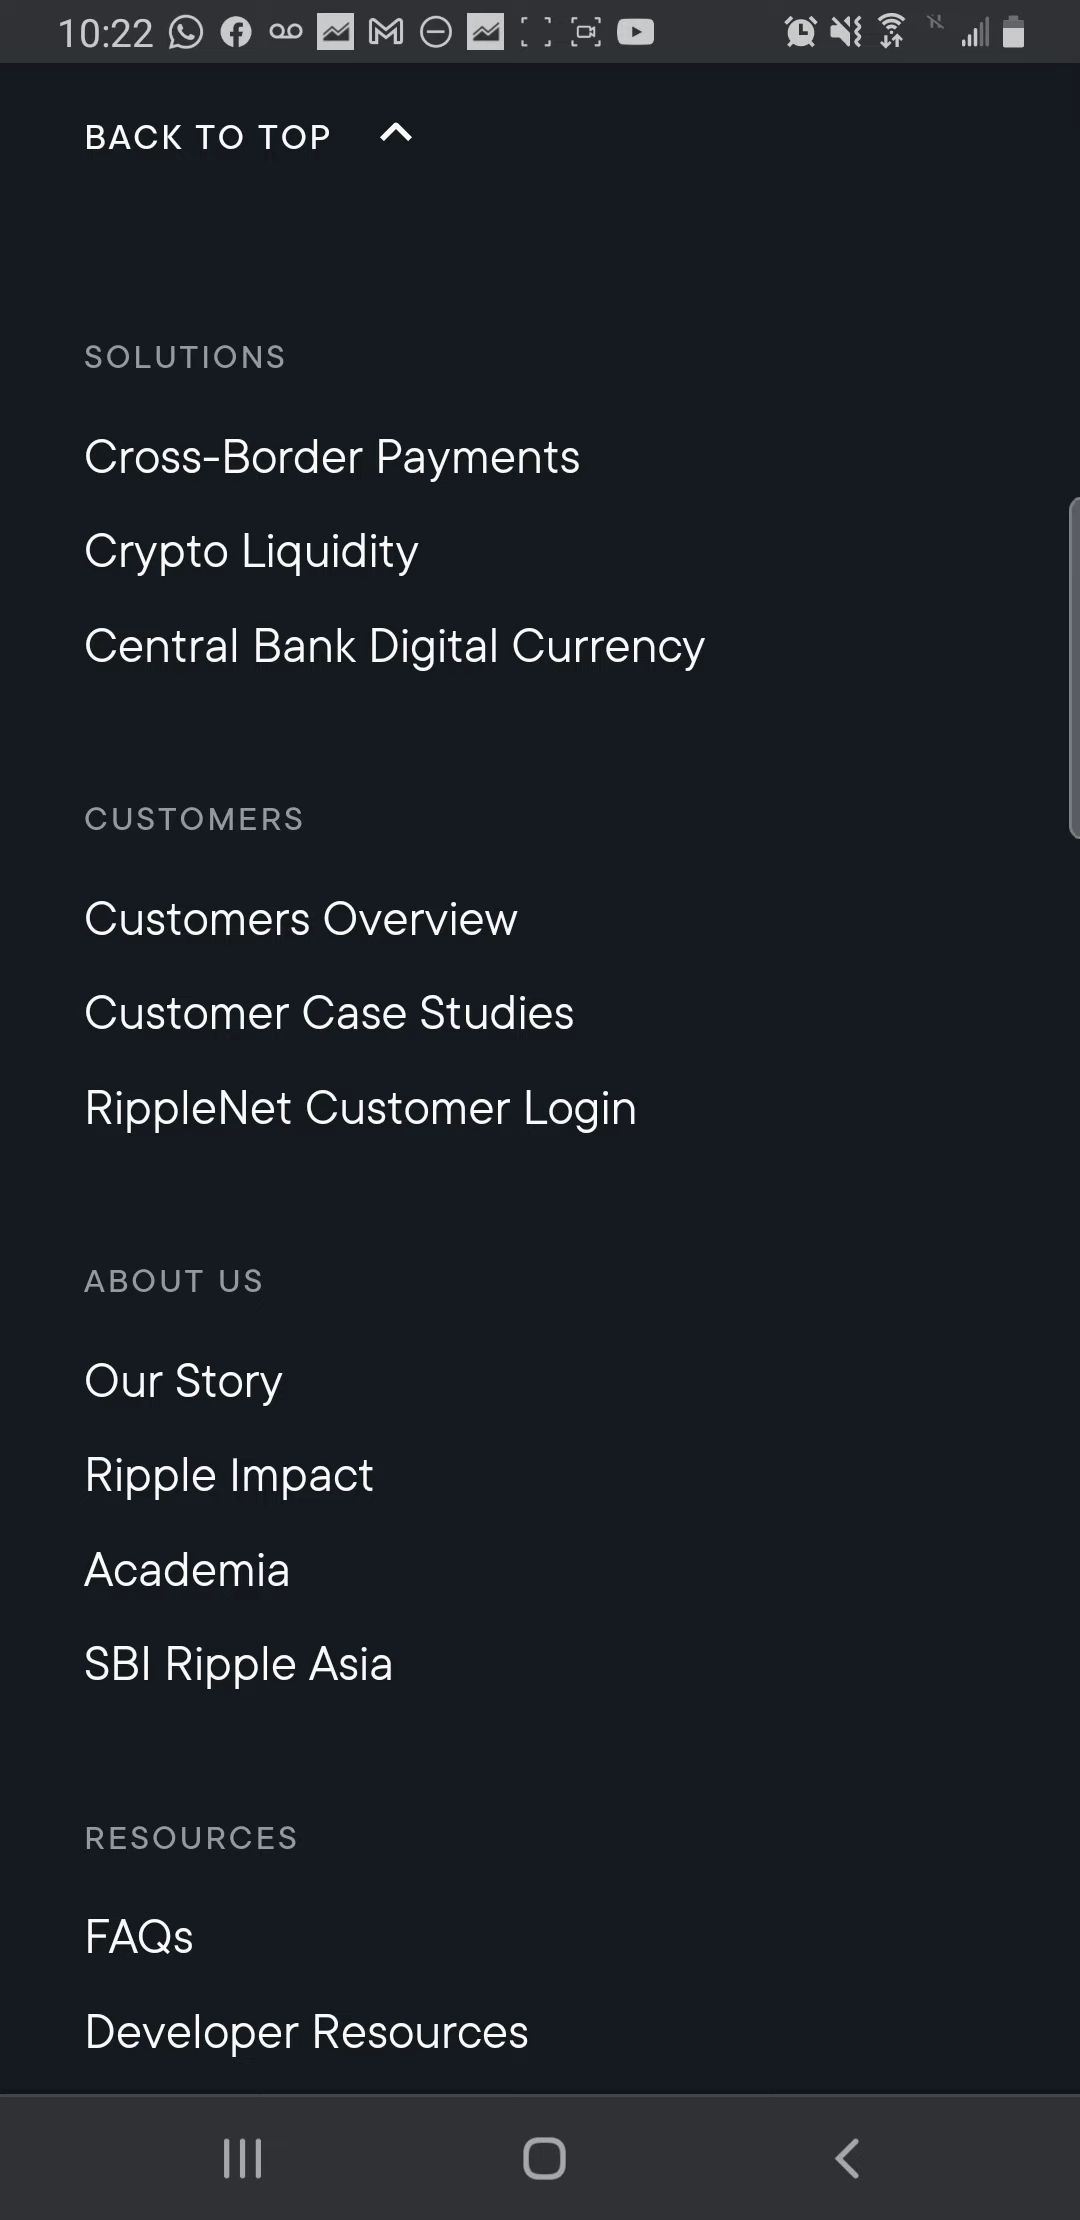 10:22
BACK TO TOP
SOLUTIONS
Cross-Border Payments
Crypto Liquidity
Central Bank Digital Currency
CUSTOMERS
Customers Overview
Customer Case Studies
RippleNet Customer Login
ABOUT US
Our Story
Ripple Impact
Academia
SBI Ripple Asia
RESOURCES
FAQs
Developer Resources